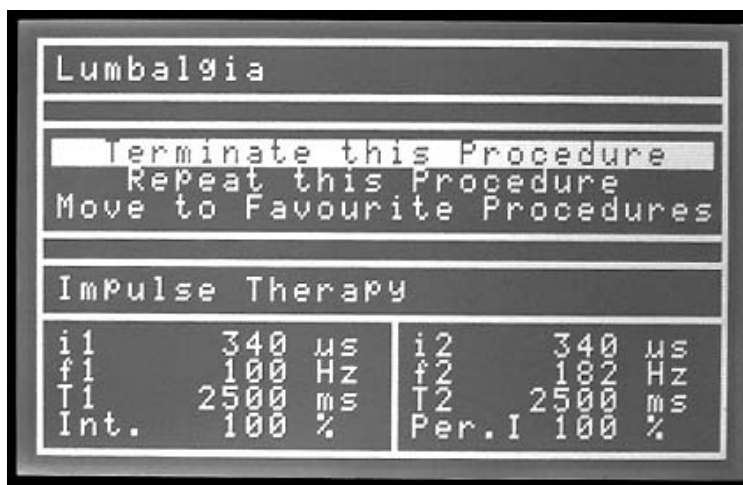 Lumbalgia
Terminate this Procedure
Repeat this Procedure
Move to Favourite Procedures
Impulse Therapy
i1 340 µs i2 340 µs
f1 100 Hz f2 182 Hz
T1 2500 ms T2 2500 ms
Int. 100 % Per.I 100 %